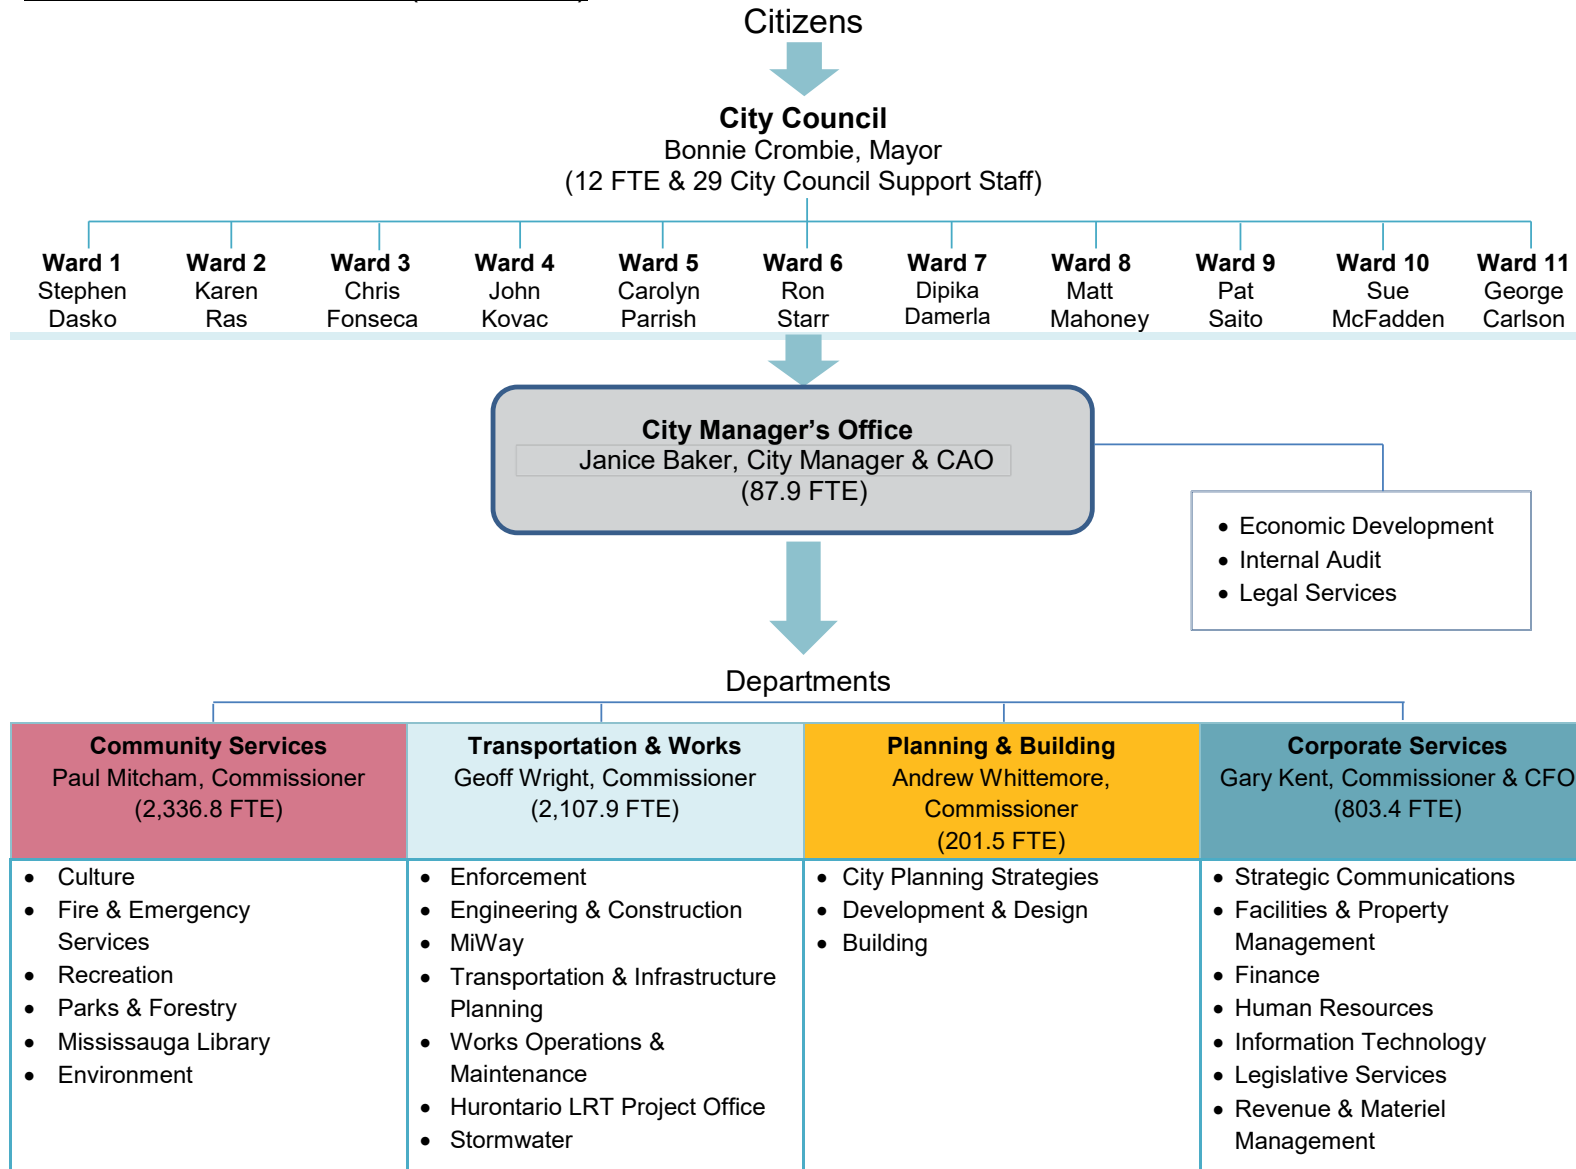 Citizens
City Council
Bonnie Crombie, Mayor
(12 FTE & 29 City Council Support Staff)
Ward 1
Stephen
Dasko
Ward 2
Karen
Ras
Ward 3
Chris
Fonseca
Ward 4
John
Kovac
Ward 5
Carolyn
Parrish
Ward 6
Ron
Starr
Ward 7
Dipika
Damerla
Ward 8
Matt
Mahoney
Ward 9
Pat
Saito
Ward 10
Sue
McFadden
Ward 11
George
Carlson
City Manager's Office
Janice Baker, City Manager & CAO
(87.9 FTE)
• Economic Development
• Internal Audit
• Legal Services
Departments
Community Services
Paul Mitcham, Commissioner
(2,336.8 FTE)
• Culture
• Fire & Emergency
Services
• Recreation
• Parks & Forestry
• Mississauga Library
• Environment
Transportation & Works
Geoff Wright, Commissioner
(2,107.9 FTE)
• Enforcement
• Engineering & Construction
• MiWay
• Transportation & Infrastructure
Planning
• Works Operations &
Maintenance
• Hurontario LRT Project Office
• Stormwater
Planning & Building
Andrew Whittemore,
Commissioner
(201.5 FTE)
• City Planning Strategies
• Development & Design
• Building
Corporate Services
Gary Kent, Commissioner & CFO
(803.4 FTE)
• Strategic Communications
• Facilities & Property
Management
• Finance
• Human Resources
• Information Technology
• Legislative Services
• Revenue & Materiel
Management